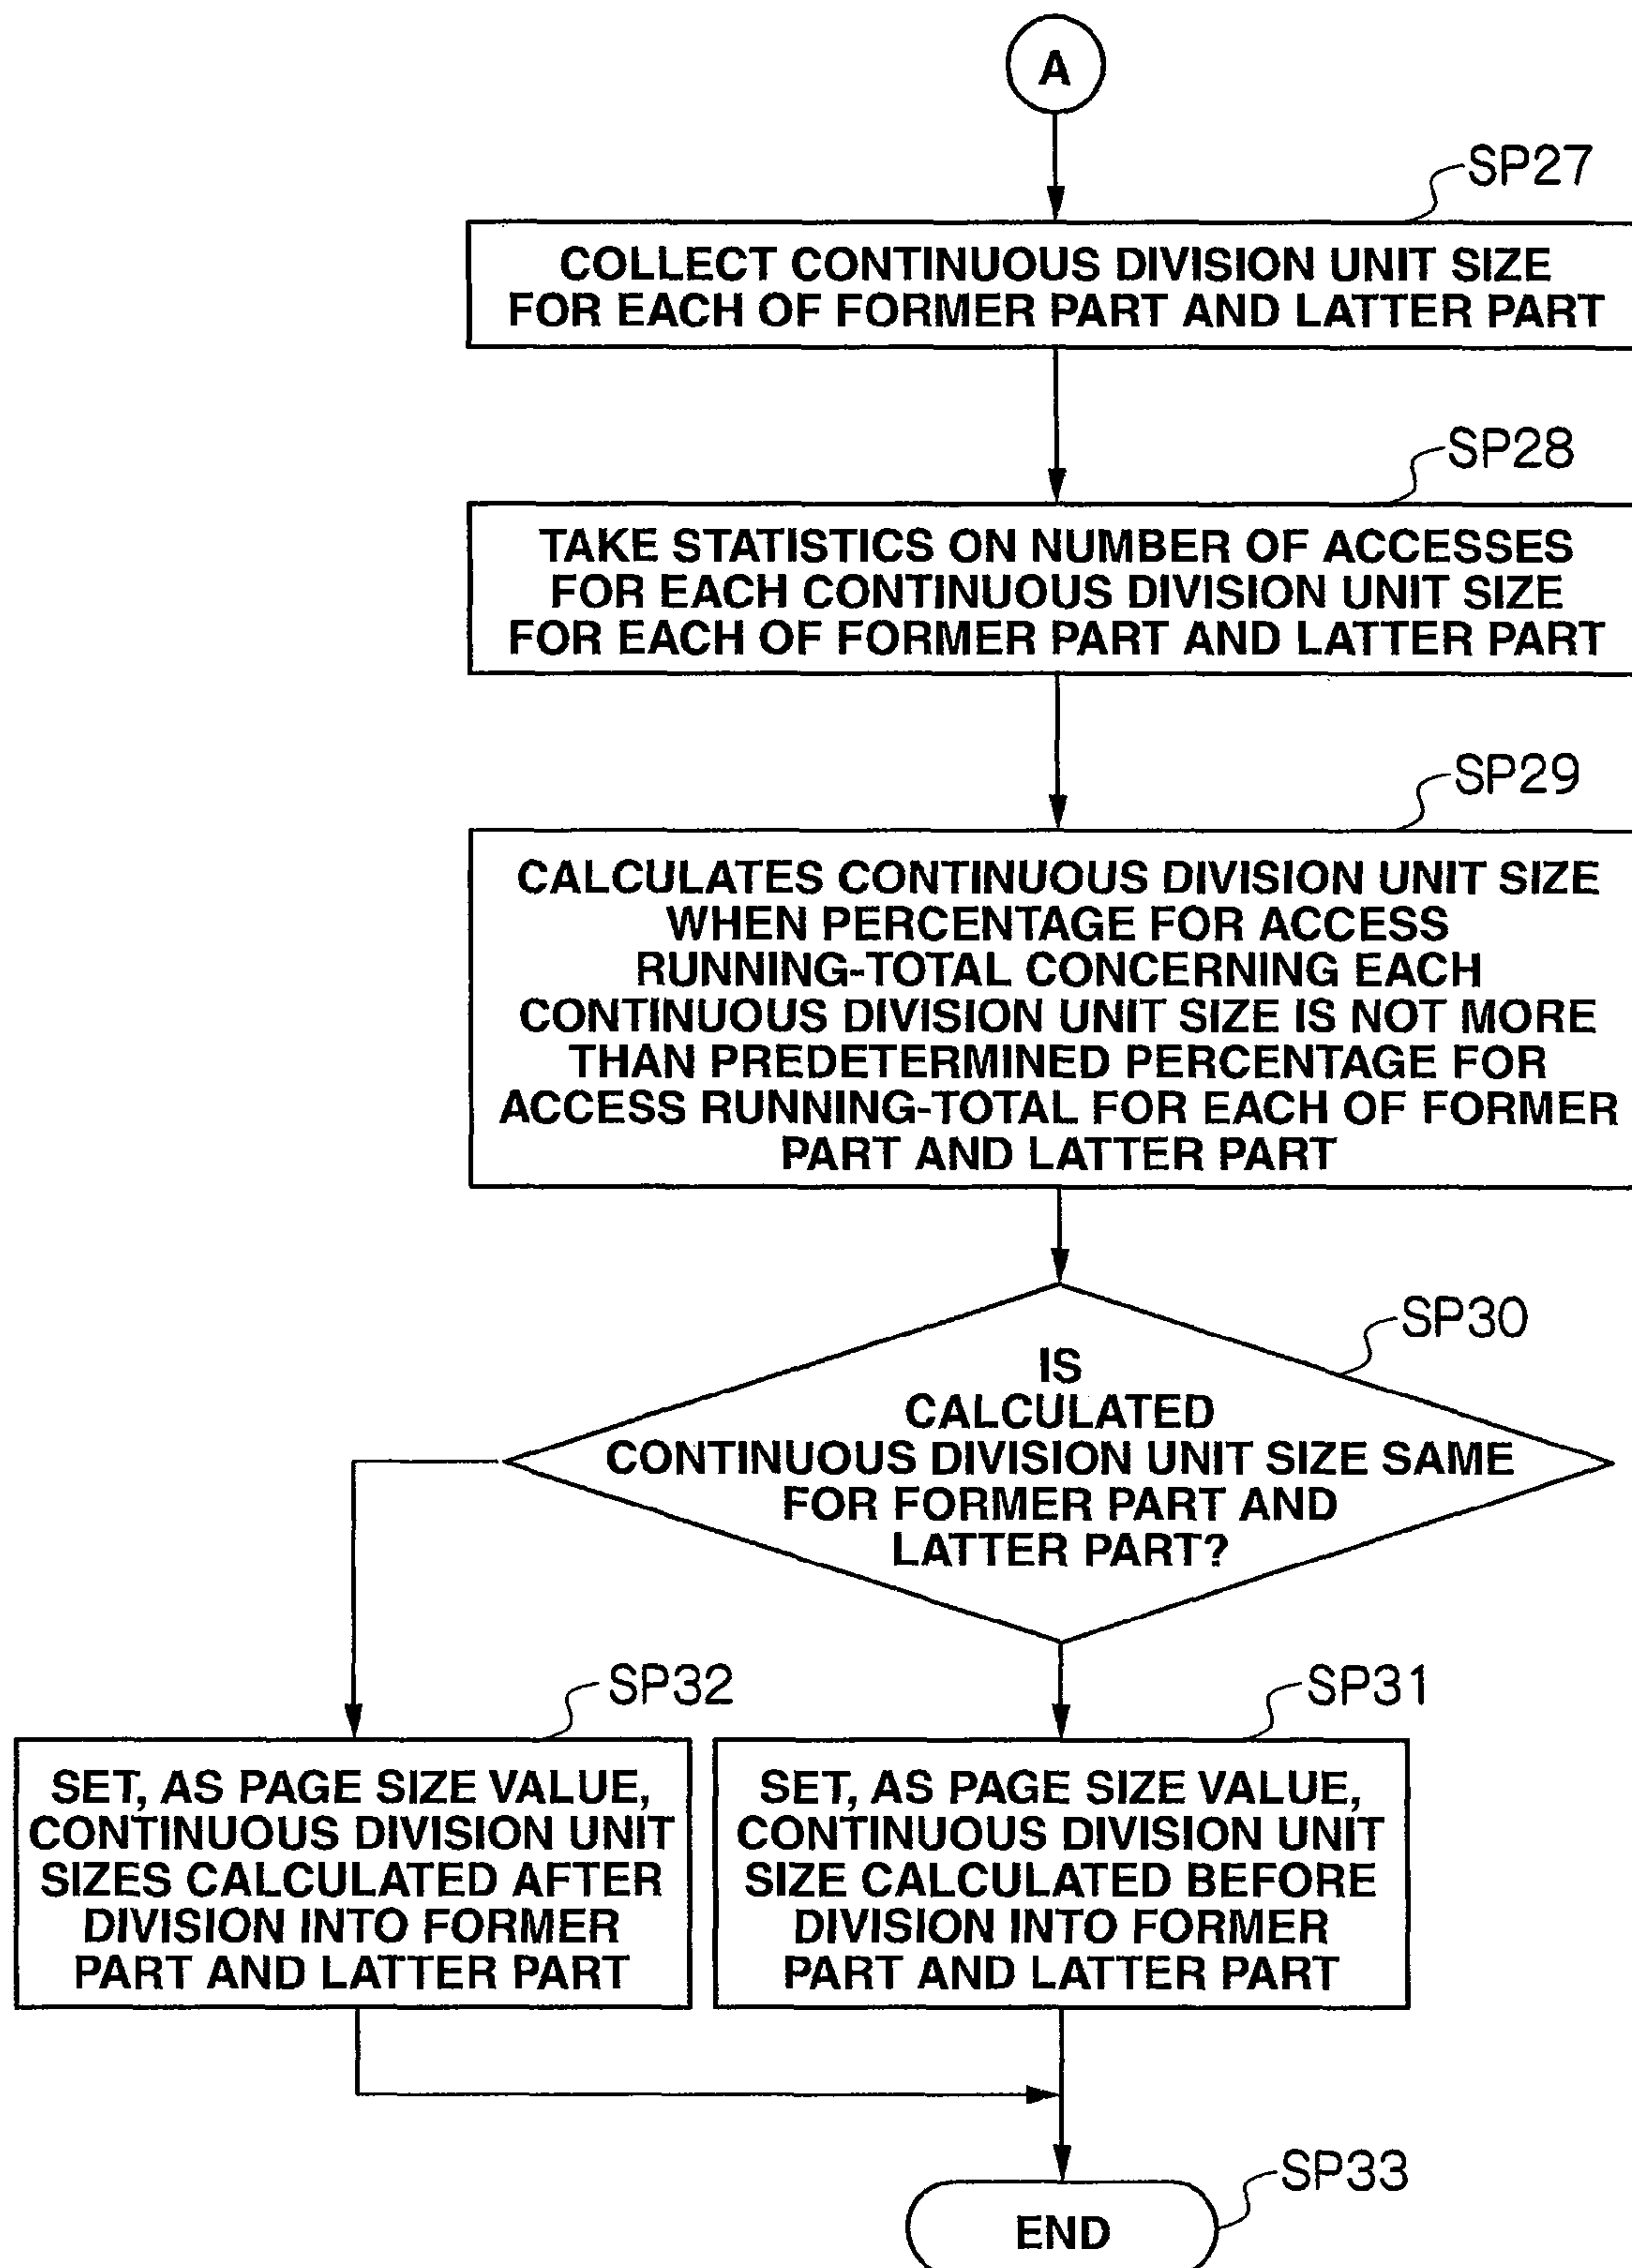 A
SP27
COLLECT CONTINUOUS DIVISION UNIT SIZE
FOR EACH OF FORMER PART AND LATTER PART
SP28
TAKE STATISTICS ON NUMBER OF ACCESSES
FOR EACH CONTINUOUS DIVISION UNIT SIZE
FOR EACH OF FORMER PART AND LATTER PART
SP29
CALCULATES CONTINUOUS DIVISION UNIT SIZE
WHEN PERCENTAGE FOR ACCESS
RUNNING-TOTAL CONCERNING EACH
CONTINUOUS DIVISION UNIT SIZE IS NOT MORE
THAN PREDETERMINED PERCENTAGE FOR
ACCESS RUNNING-TOTAL FOR EACH OF FORMER
PART AND LATTER PART
SP30
IS
CALCULATED
CONTINUOUS DIVISION UNIT SIZE SAME
FOR FORMER PART AND
LATTER PART?
SP32
SET, AS PAGE SIZE VALUE,
CONTINUOUS DIVISION UNIT
SIZES CALCULATED AFTER
DIVISION INTO FORMER
PART AND LATTER PART
SP31
SET, AS PAGE SIZE VALUE,
CONTINUOUS DIVISION UNIT
SIZE CALCULATED BEFORE
DIVISION INTO FORMER
PART AND LATTER PART
SP33
END